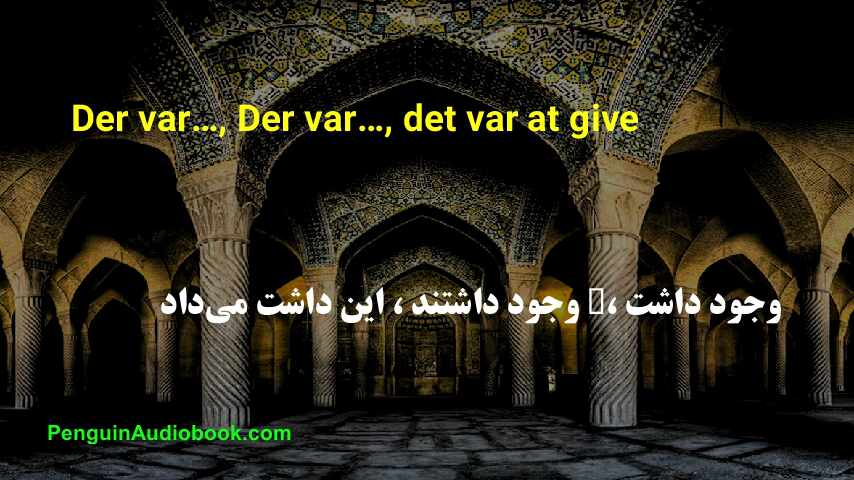 Der var…, Der var…, det var at give
وجود داشت ،▯ وجود داشتند ، این داشت می‌داد
PenguinAudiobook.com